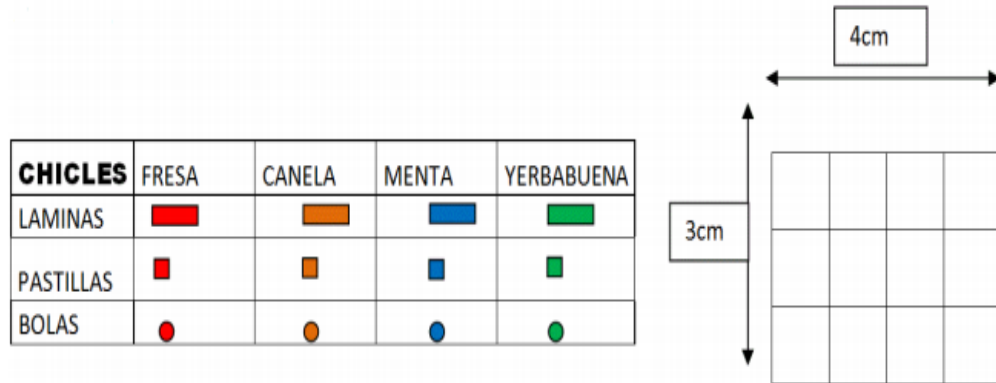 4cm
CHICLES FRESA CANELA MENTA YERBABUENA
LAMINAS
3cm
PASTILLAS
BOLAS